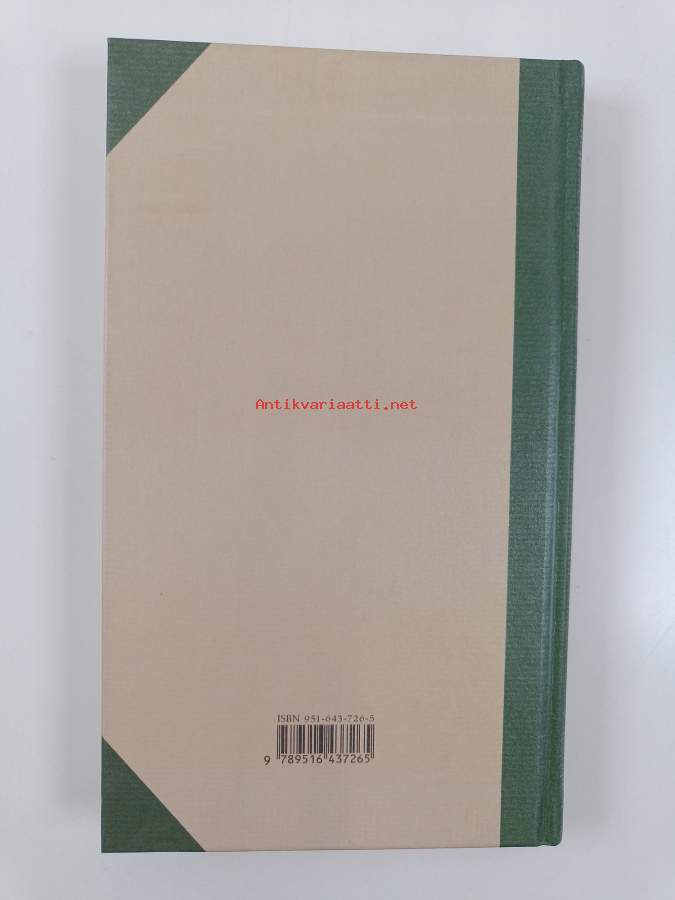 Antikvariaatti.net
ISBN 951-643-726-5
9 789516 437265